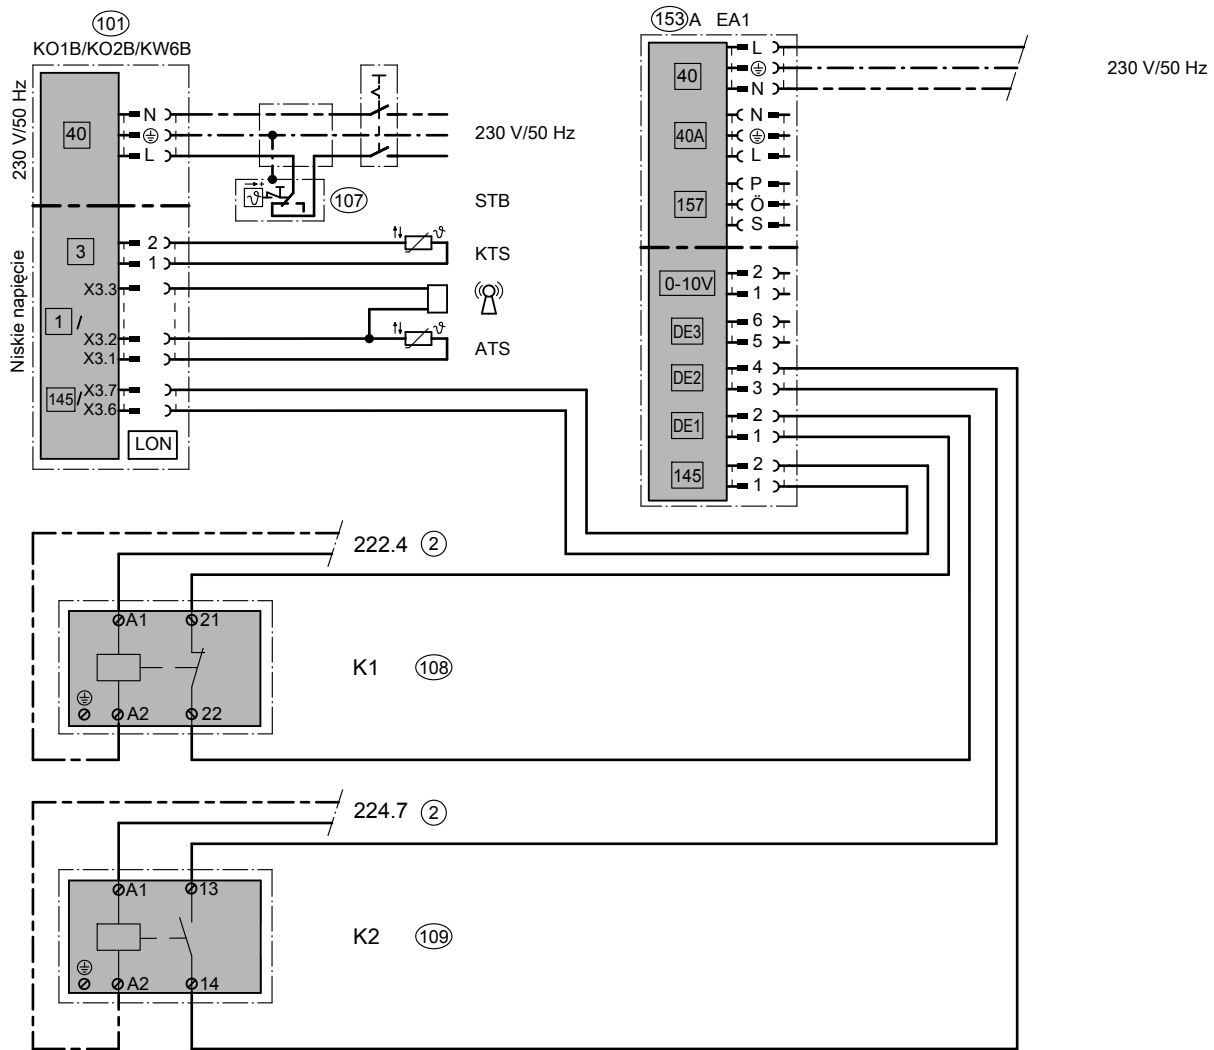 101
KO1B/KO2B/KW6B
230 V/50 Hz
Niskie napięcie
40
N
L
230 V/50 Hz
ϑ
107
STB
3
2
1
ϑ
KTS
X3.3
1 /
X3.2
X3.1
ϑ
ATS
145/
X3.7
X3.6
LON
153 A EA1
40
L
N
230 V/50 Hz
40A
N
L
157
P
Ö
S
0-10V
2
1
DE3
6
5
DE2
4
3
DE1
2
1
145
2
1
222.4 2
A1
21
A2
22
K1 108
224.7 2
A1
13
A2
14
K2 109